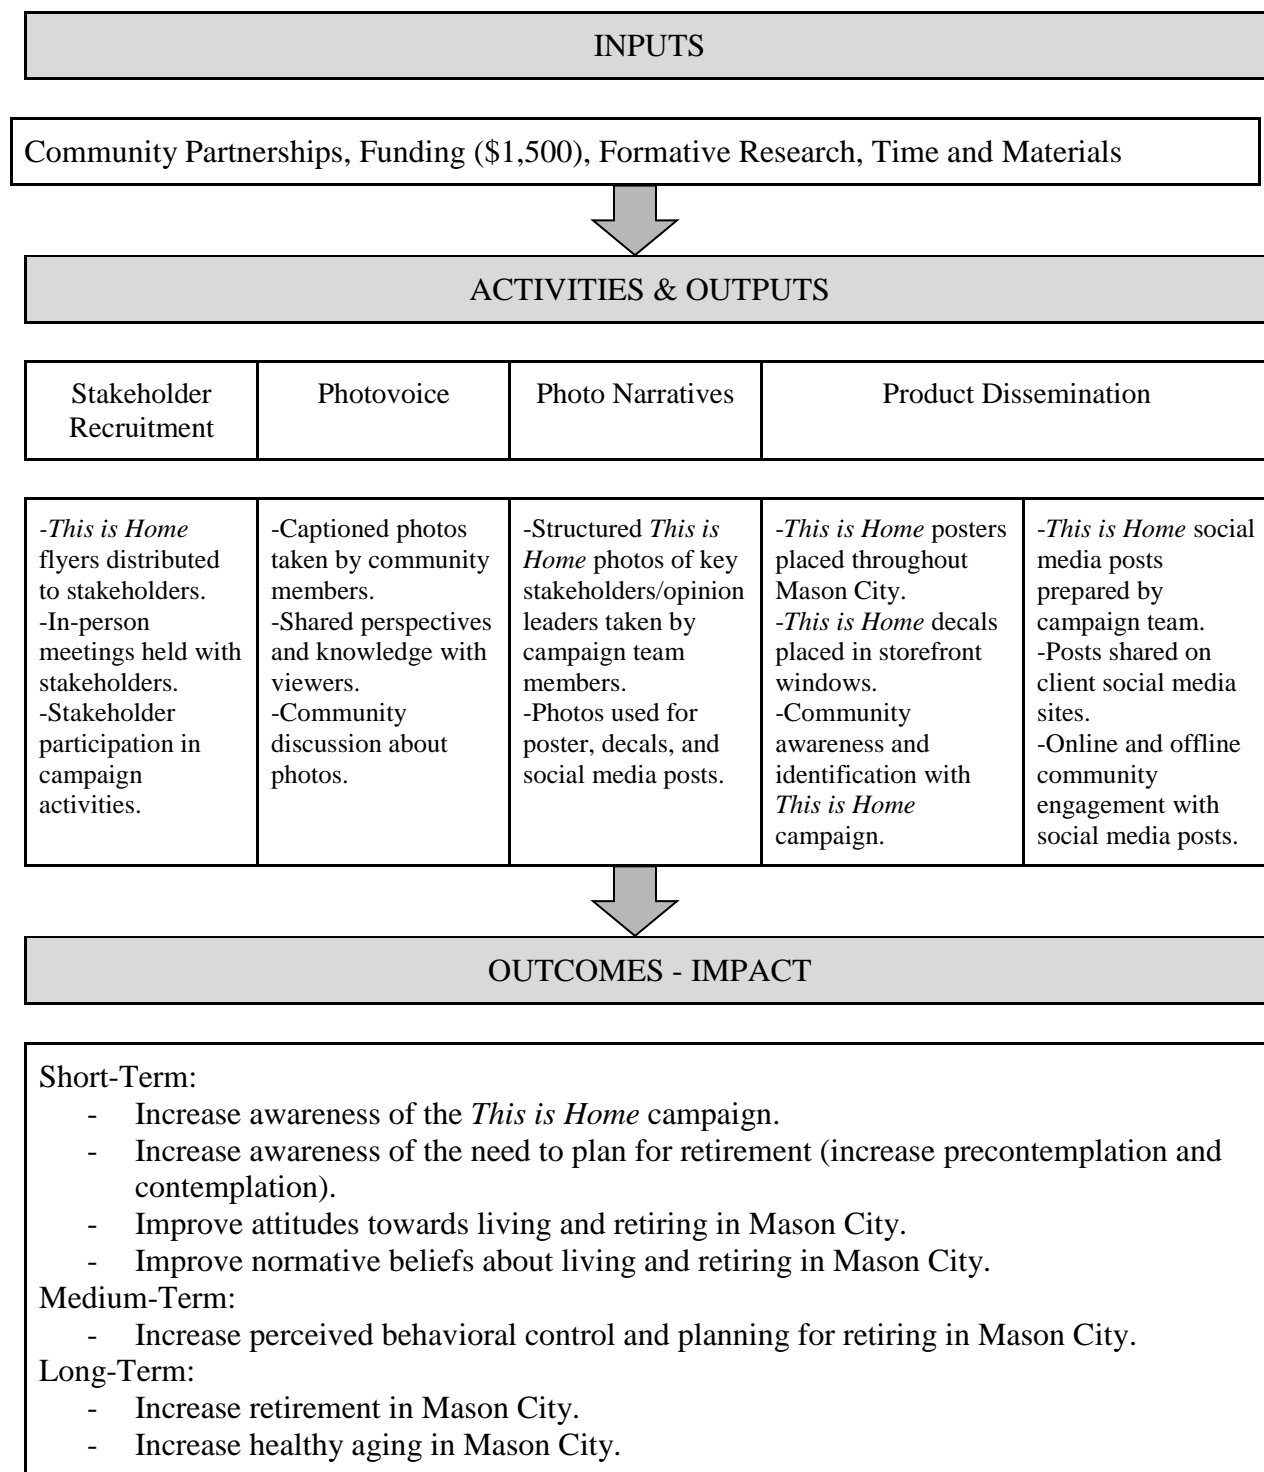 INPUTS
Community Partnerships, Funding ($1,500), Formative Research, Time and Materials
ACTIVITIES & OUTPUTS
Stakeholder
Recruitment
Photovoice
Photo Narratives
Product Dissemination
-This is Home
flyers distributed
to stakeholders.
-In-person
meetings held with
stakeholders.
-Stakeholder
participation in
campaign
activities.
-Captioned photos
taken by community
members.
-Shared perspectives
and knowledge with
viewers.
-Community
discussion about
photos.
-Structured This is
Home photos of key
stakeholders/opinion
leaders taken by
campaign team
members.
-Photos used for
poster, decals, and
social media posts.
-This is Home posters
placed throughout
Mason City.
-This is Home decals
placed in storefront
windows.
-Community
awareness and
identification with
This is Home
campaign.
-This is Home social
media posts
prepared by
campaign team.
-Posts shared on
client social media
sites.
-Online and offline
community
engagement with
social media posts.
OUTCOMES - IMPACT
Short-Term:
- Increase awareness of the This is Home campaign.
- Increase awareness of the need to plan for retirement (increase precontemplation and
contemplation).
- Improve attitudes towards living and retiring in Mason City.
- Improve normative beliefs about living and retiring in Mason City.
Medium-Term:
- Increase perceived behavioral control and planning for retiring in Mason City.
Long-Term:
- Increase retirement in Mason City.
- Increase healthy aging in Mason City.